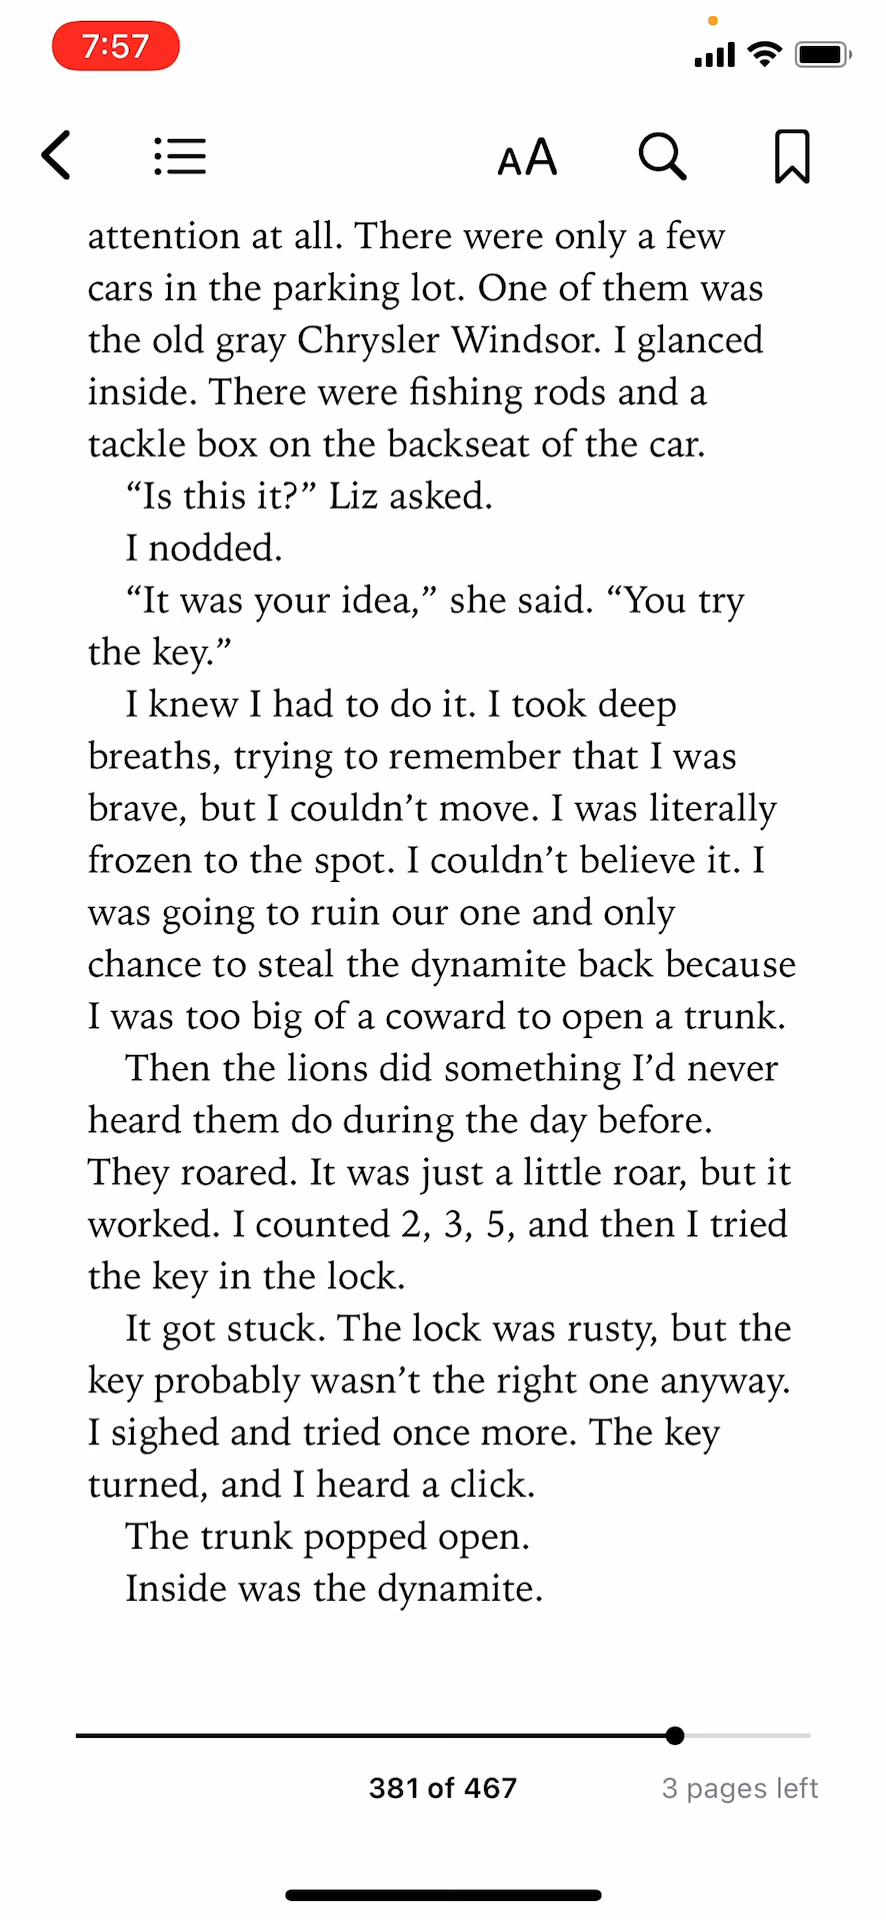 7:57
AA
attention at all. There were only a few
cars in the parking lot. One of them was
the old gray Chrysler Windsor. I glanced
inside. There were fishing rods and a
tackle box on the backseat of the car.
“Is this it?” Liz asked.
I nodded.
“It was your idea,” she said. “You try
the key.”
I knew I had to do it. I took deep
breaths, trying to remember that I was
brave, but I couldn’t move. I was literally
frozen to the spot. I couldn’t believe it. I
was going to ruin our one and only
chance to steal the dynamite back because
I was too big of a coward to open a trunk.
Then the lions did something I’d never
heard them do during the day before.
They roared. It was just a little roar, but it
worked. I counted 2, 3, 5, and then I tried
the key in the lock.
It got stuck. The lock was rusty, but the
key probably wasn’t the right one anyway.
I sighed and tried once more. The key
turned, and I heard a click.
The trunk popped open.
Inside was the dynamite.
381 of 467
3 pages left